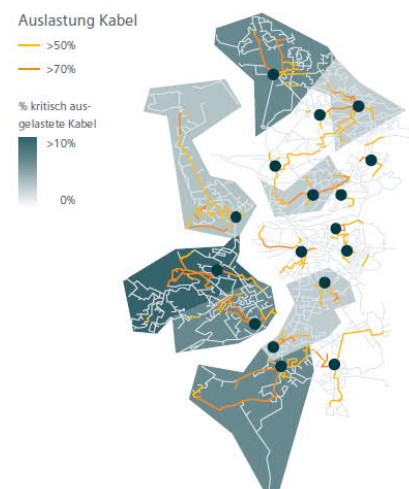 Auslastung Kabel
>50%
>70%
% kritisch aus-
gelastete Kabel
>10%
0%